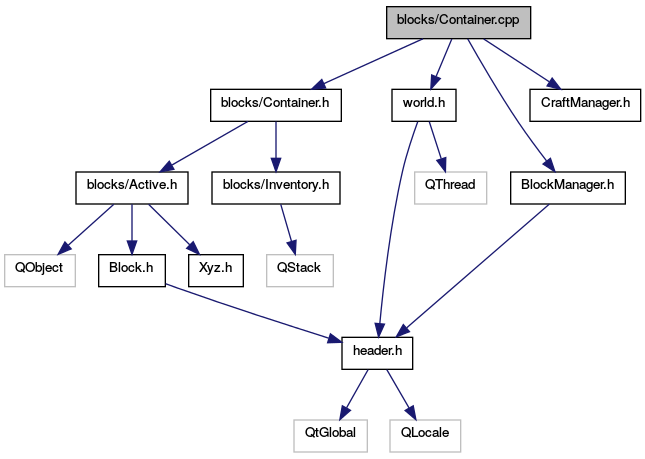 blocks/Container.cpp
blocks/Container.h
world.h
CraftManager.h
blocks/Active.h
blocks/Inventory.h
QThread
BlockManager.h
QObject
Block.h
Xyz.h
QStack
header.h
QtGlobal
QLocale